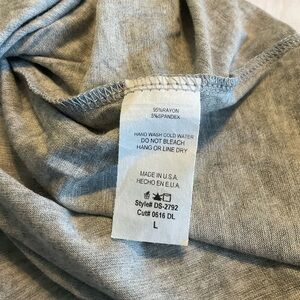 95%RAYON
5%SPANDEX
HAND WASH COLD WATER
DO NOT BLEACH
HANG OR LINE DRY
MADE IN U.S.A.
HECHO EN E.U.A.
Style# DS-2792
Cut# 0616 DL
L